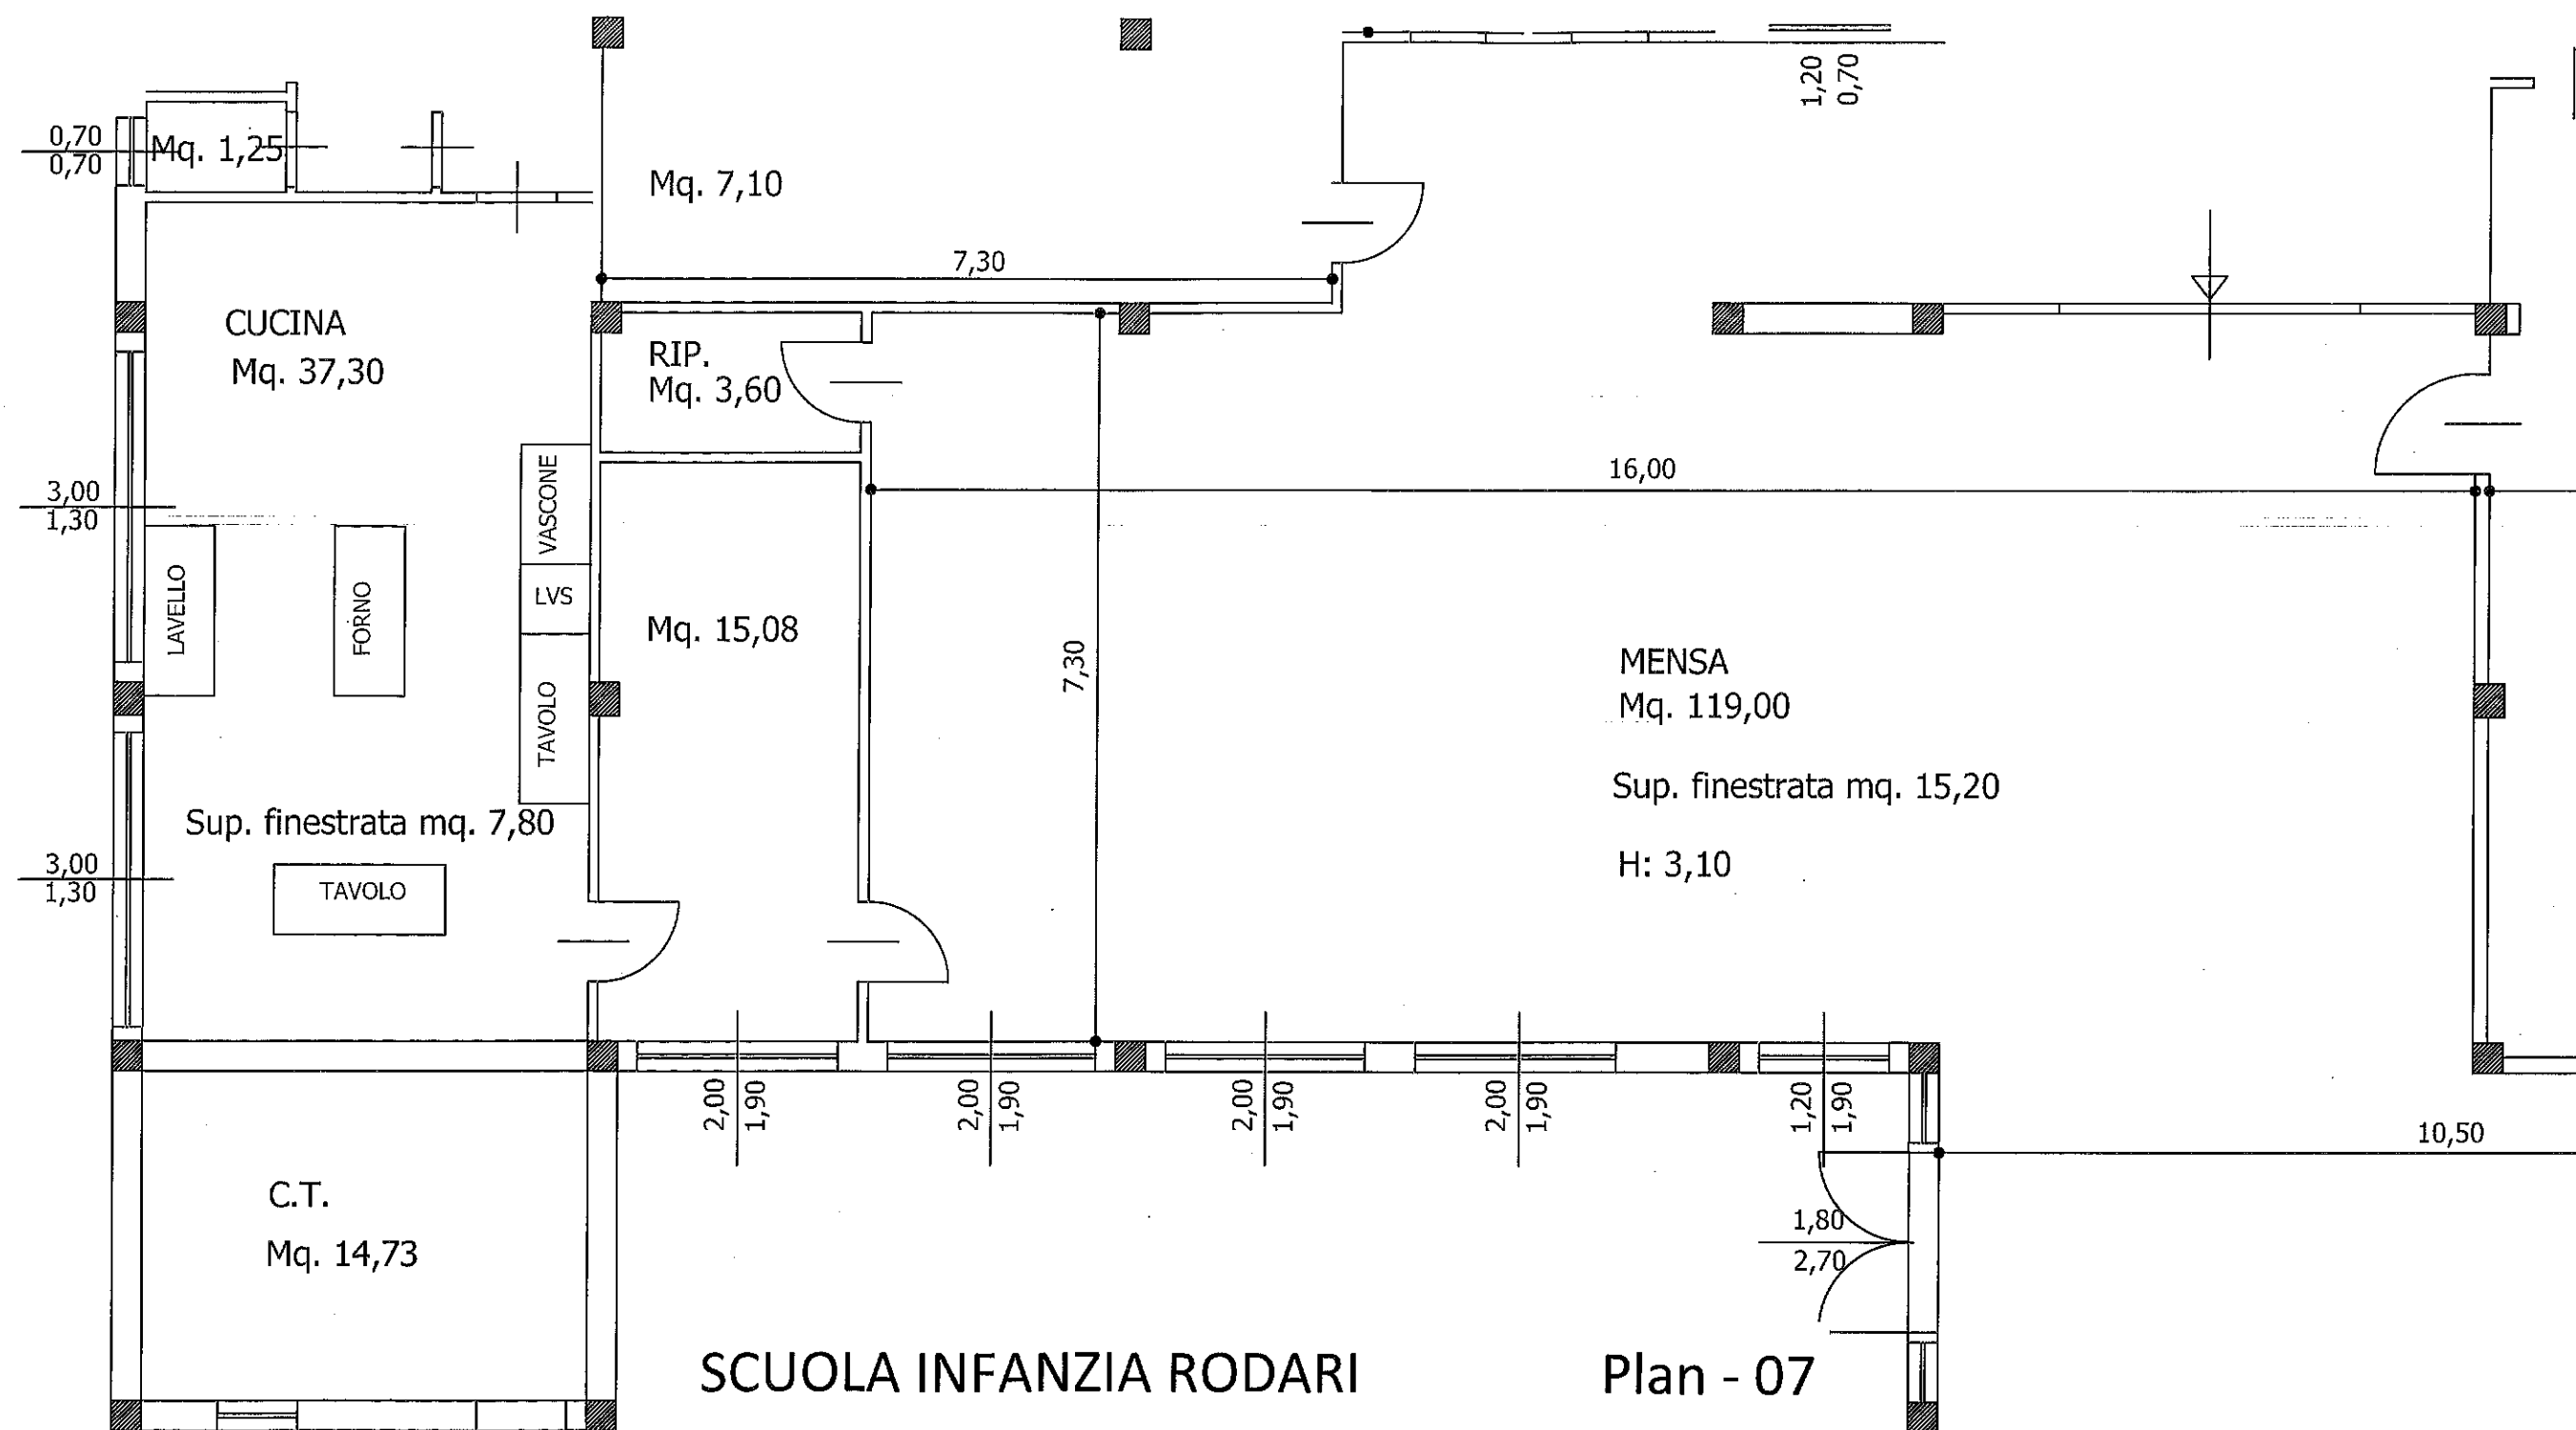 1,20
0,70
0,70
0,70
Mq. 1,25
Mq. 7,10
7,30
CUCINA
Mq. 37,30
RIP.
Mq. 3,60
16,00
3,00
1,30
VASCONE
LAVELLO
FORNO
LVS
Mq. 15,08
7,30
TAVOLO
MENSA
Mq. 119,00
Sup. finestrata mq. 15,20
H: 3,10
Sup. finestrata mq. 7,80
3,00
1,30
TAVOLO
2,00
1,90
2,00
1,90
2,00
1,90
2,00
1,90
1,20
1,90
10,50
C.T.
Mq. 14,73
1,80
2,70
SCUOLA INFANZIA RODARI
Plan - 07